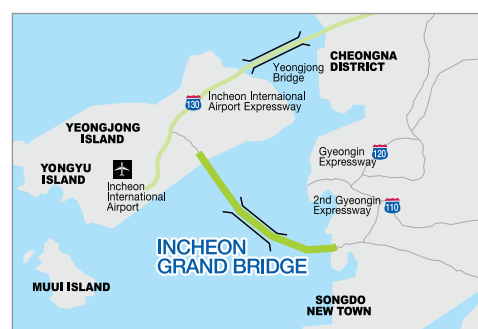 Yeongjong
Bridge
CHEONGNA
DISTRICT
130
Incheon Internaional
Airport Expressway
YEONGJONG
ISLAND
Gyeongin
Expressway
120
YONGYU
ISLAND
Incheon
International
Airport
2nd Gyeongin
Expressway
110
INCHEON
GRAND BRIDGE
MUUI ISLAND
SONGDO
NEW TOWN